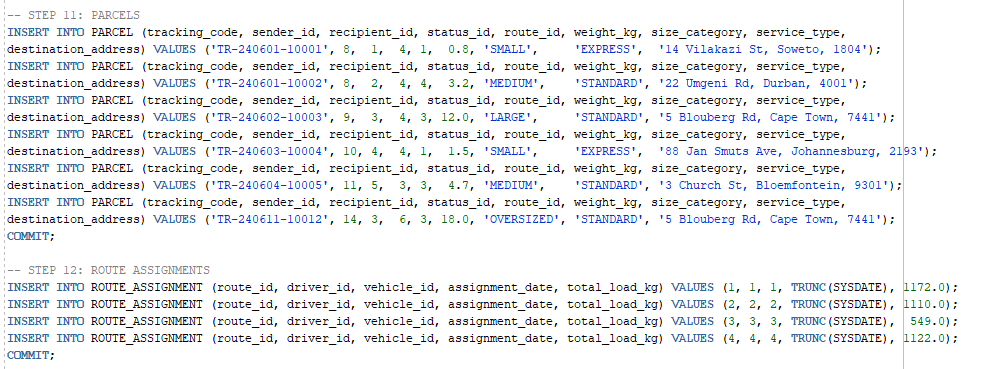 -- STEP 11: PARCELS
INSERT INTO PARCEL (tracking_code, sender_id, recipient_id, status_id, route_id, weight_kg, size_category, service_type,
destination_address) VALUES ('TR-240601-10001', 8,  1,  4, 1,  0.8, 'SMALL',     'EXPRESS',  '14 Vilakazi St, Soweto, 1804');
INSERT INTO PARCEL (tracking_code, sender_id, recipient_id, status_id, route_id, weight_kg, size_category, service_type,
destination_address) VALUES ('TR-240601-10002', 8,  2,  4, 4,  3.2, 'MEDIUM',    'STANDARD', '22 Umgeni Rd, Durban, 4001');
INSERT INTO PARCEL (tracking_code, sender_id, recipient_id, status_id, route_id, weight_kg, size_category, service_type,
destination_address) VALUES ('TR-240602-10003', 9,  3,  4, 3, 12.0, 'LARGE',     'STANDARD', '5 Blouberg Rd, Cape Town, 7441');
INSERT INTO PARCEL (tracking_code, sender_id, recipient_id, status_id, route_id, weight_kg, size_category, service_type,
destination_address) VALUES ('TR-240603-10004', 10, 4,  4, 1,  1.5, 'SMALL',     'EXPRESS',  '88 Jan Smuts Ave, Johannesburg, 2193');
INSERT INTO PARCEL (tracking_code, sender_id, recipient_id, status_id, route_id, weight_kg, size_category, service_type,
destination_address) VALUES ('TR-240604-10005', 11, 5,  3, 3,  4.7, 'MEDIUM',    'STANDARD', '3 Church St, Bloemfontein, 9301');
INSERT INTO PARCEL (tracking_code, sender_id, recipient_id, status_id, route_id, weight_kg, size_category, service_type,
destination_address) VALUES ('TR-240611-10012', 14, 3,  6, 3, 18.0, 'OVERSIZED', 'STANDARD', '5 Blouberg Rd, Cape Town, 7441');
COMMIT;
-- STEP 12: ROUTE ASSIGNMENTS
INSERT INTO ROUTE_ASSIGNMENT (route_id, driver_id, vehicle_id, assignment_date, total_load_kg) VALUES (1, 1, 1, TRUNC(SYSDATE), 1172.0);
INSERT INTO ROUTE_ASSIGNMENT (route_id, driver_id, vehicle_id, assignment_date, total_load_kg) VALUES (2, 2, 2, TRUNC(SYSDATE), 1110.0);
INSERT INTO ROUTE_ASSIGNMENT (route_id, driver_id, vehicle_id, assignment_date, total_load_kg) VALUES (3, 3, 3, TRUNC(SYSDATE),  549.0);
INSERT INTO ROUTE_ASSIGNMENT (route_id, driver_id, vehicle_id, assignment_date, total_load_kg) VALUES (4, 4, 4, TRUNC(SYSDATE), 1122.0);
COMMIT;